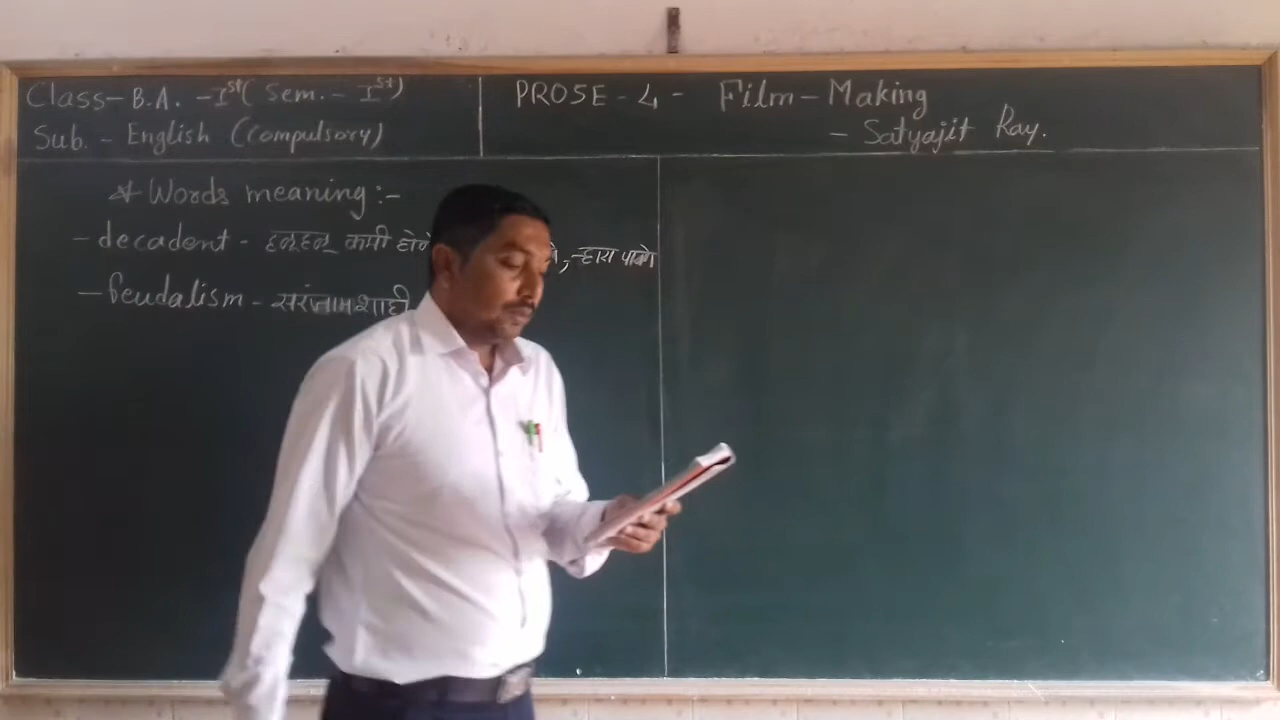 Class- B.A. - Ist ( Sem. - Ist)
Sub. - English (Compulsory)
PROSE - 4 - Film - Making
- Satyajit Ray.
* Words meaning :-
- decadent - हळूहळू कमी होणे, -हास पावणे
- feudalism - सरंजामशाही